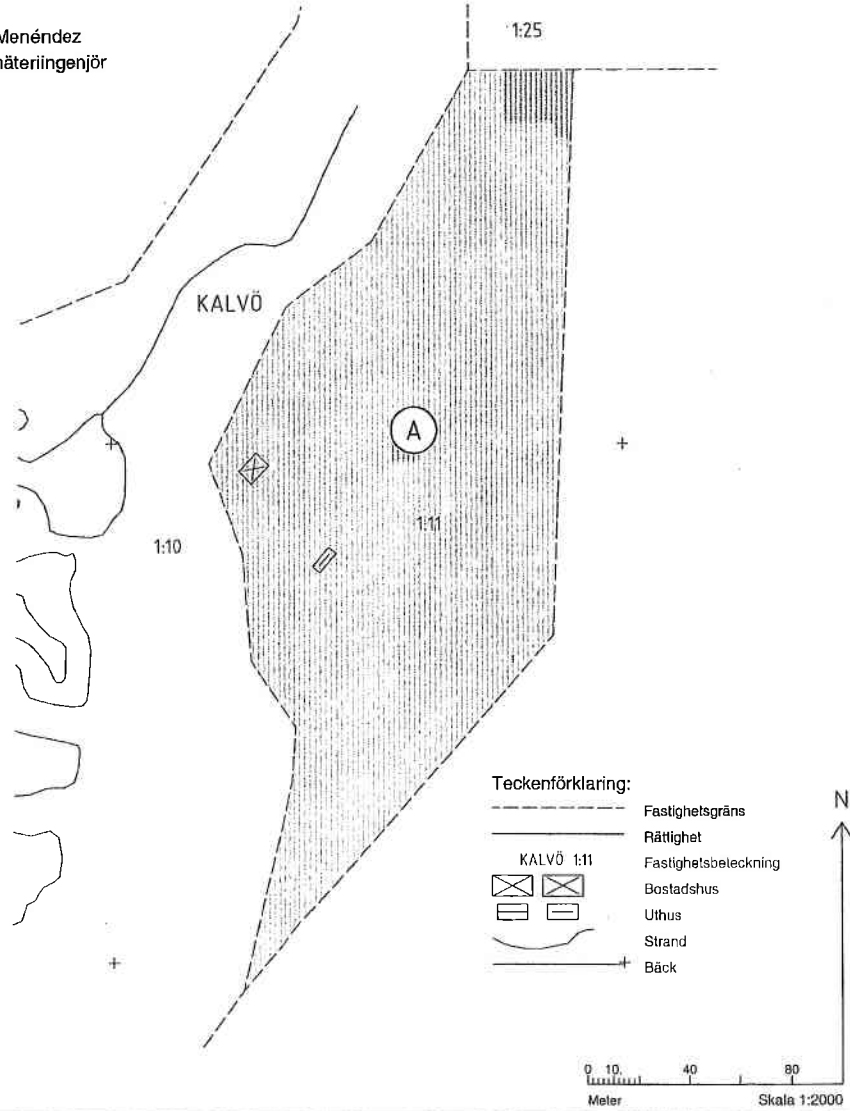 Menéndez
näteriingenjör
1:25
KALVÖ
A
1:11
1:10
Teckenförklaring:
Fastighetsgräns
Rättighet
KALVÖ 1:11 Fastighetsbeteckning
Bostadshus
Uthus
Strand
Bäck
N
0 10. 40 80
Meter Skala 1:2000